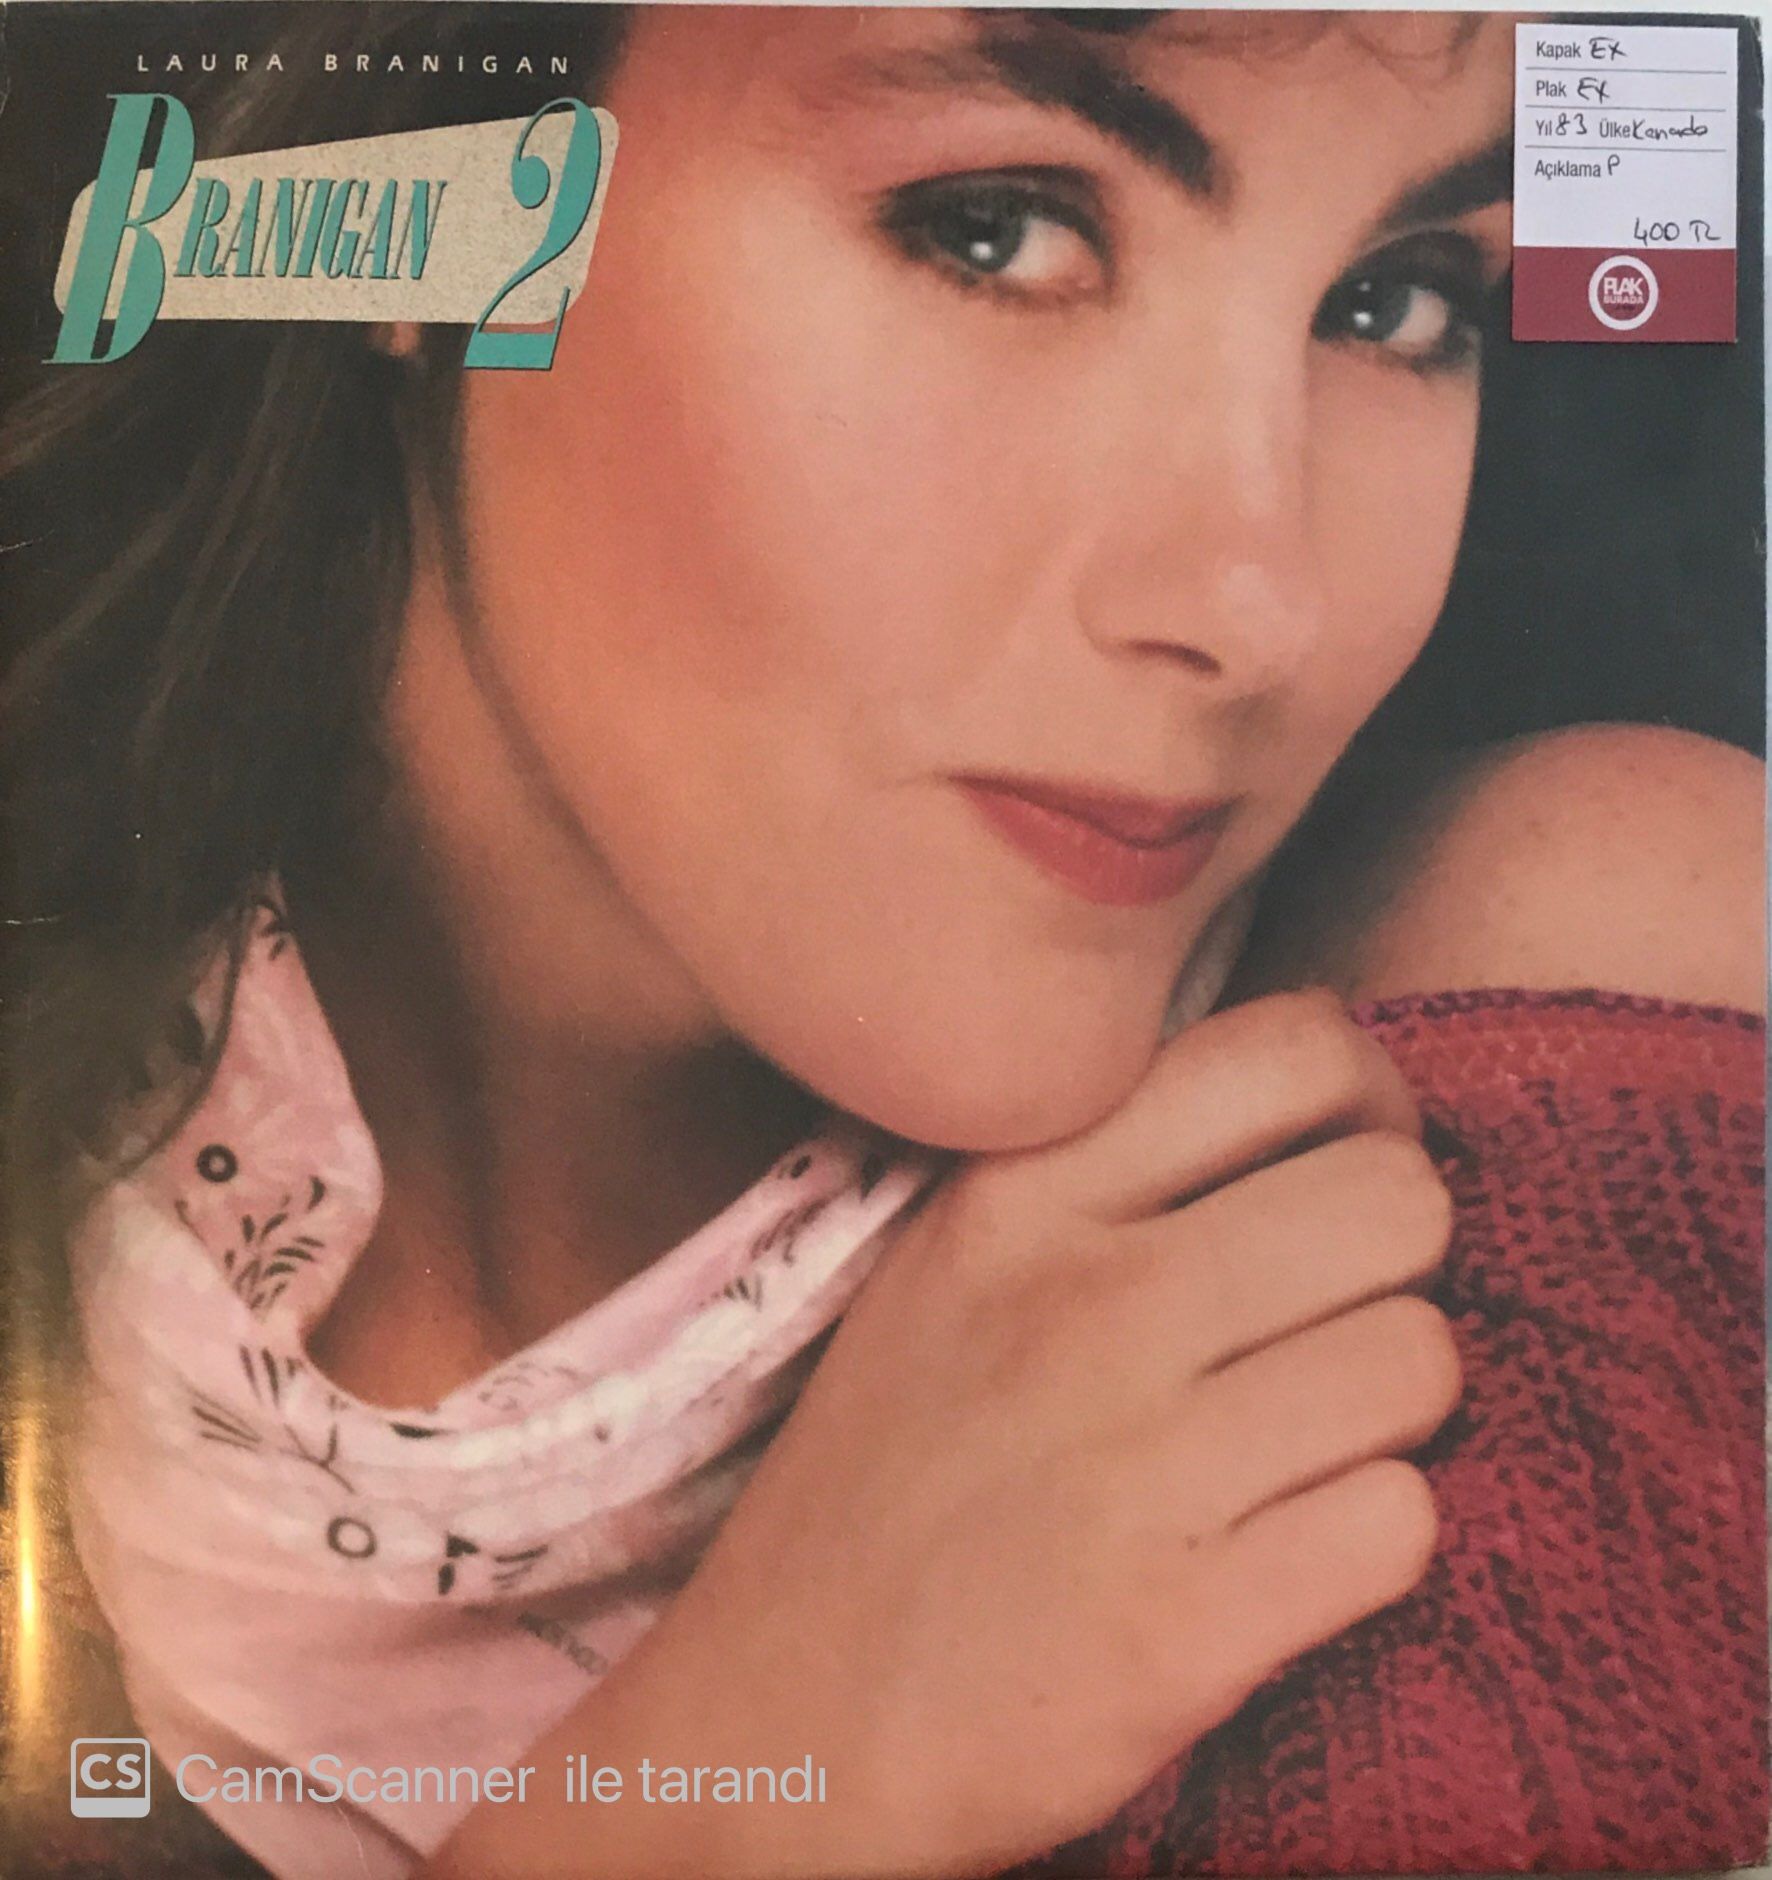 LAURA BRANIGAN
BRANIGAN 2
Kapak EX
Plak EX
Yıl 83 Ülke Kanada
Açıklama P
400 TL
PLAK
BURADA
CS CamScanner ile tarandı